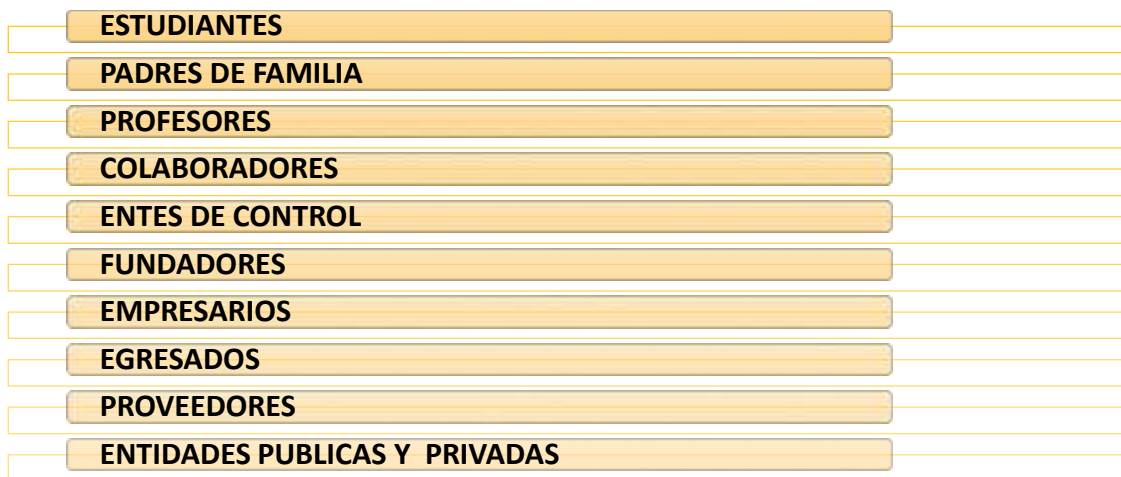 ESTUDIANTES
PADRES DE FAMILIA
PROFESORES
COLABORADORES
ENTES DE CONTROL
FUNDADORES
EMPRESARIOS
EGRESADOS
PROVEEDORES
ENTIDADES PUBLICAS Y PRIVADAS